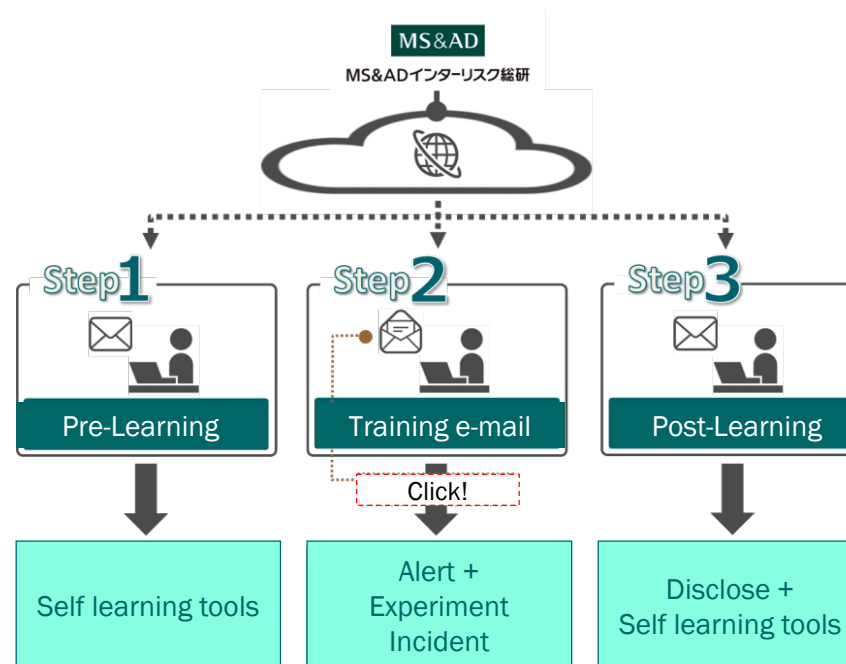 MS&AD
MS&ADインターリスク総研
Step1
Step2
Step3
Pre-Learning
Training e-mail
Post-Learning
Click!
Self learning tools
Alert +
Experiment
Incident
Disclose +
Self learning tools